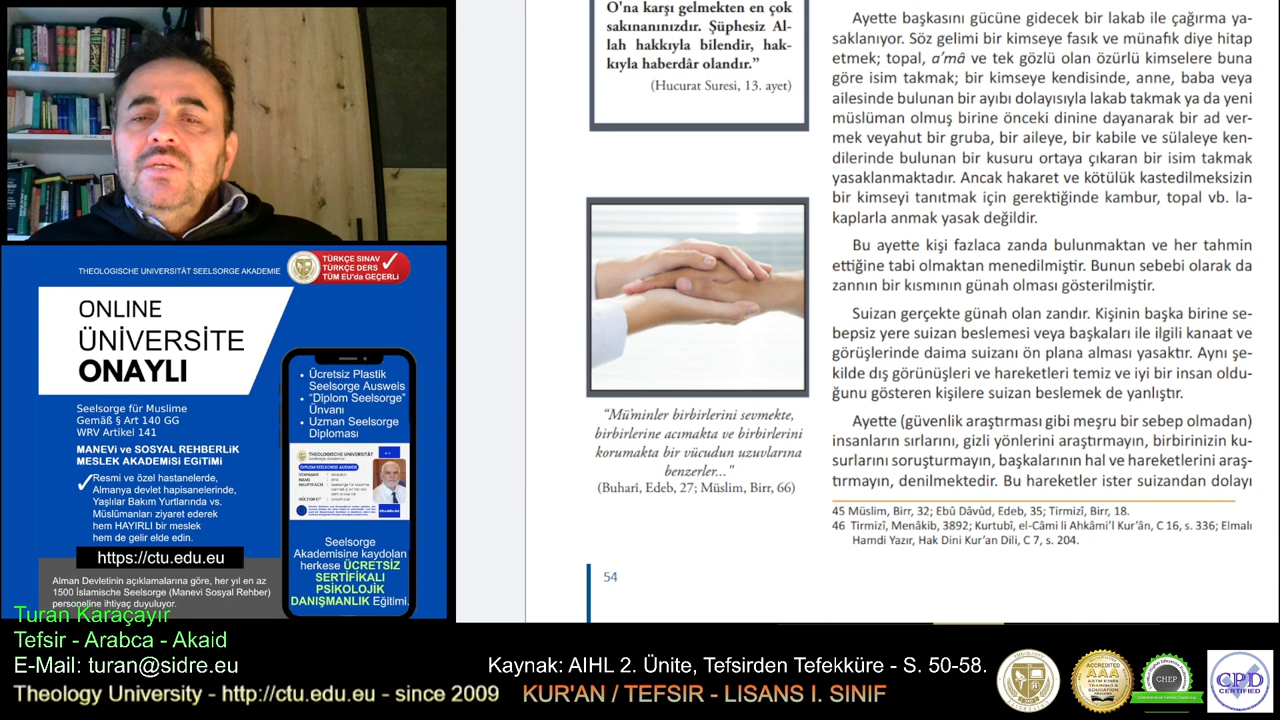 THEOLOGISCHE UNIVERSITÄT SEELSORGE AKADEMIE
TÜRKÇE SINAV
TÜRKÇE DERS
TÜM EU'da GEÇERLİ
ONLINE
ÜNİVERSİTE
ONAYLI
Seelsorge für Muslime
Gemäß § Art 140 GG
WRV Artikel 141
MANEVi ve SOSYAL REHBERLiK
MESLEK AKADEMiSi EGiTiMi
Resmi ve özel hastanelerde,
Almanya devlet hapisanelerinde,
Yaşlılar Bakım Yurtlarında vs.
Müslümanları ziyaret ederek
hem HAYIRLI bir meslek
hem de gelir elde edin.
https://ctu.edu.eu
Alman Devletinin açıklamalarına göre, her yıl en az
1500 İslamische Seelsorge (Manevi Sosyal Rehber)
personeline ihtiyaç duyuluyor.
• Ücretsiz Plastik
Seelsorge Ausweis
• “Diplom Seelsorge”
Ünvanı
• Uzman Seelsorge
Diploması
THEOLOGISCHE UNIVERSITÄT
DIPLOM SEELSORGE AUSWEIS
Seelsorge
Akademisine kaydolan
herkese ÜCRETSİZ
SERTİFİKALI
PSİKOLOJİK
DANIŞMANLIK Eğitimi.
O'na karşı gelmekten en çok
sakınanınızdır. Şüphesiz Al-
lah hakkıyla bilendir, hak-
kıyla haberdâr olandır.”
(Hucurat Suresi, 13. ayet)
“Mü’minler birbirlerini sevmekte,
birbirlerine acımakta ve birbirlerini
korumakta bir vücudun uzuvlarına
benzerler...”
(Buharî, Edeb, 27; Müslim, Birr, 66)
Ayette başkasını gücüne gidecek bir lakab ile çağırma ya-
saklanıyor. Söz gelimi bir kimseye fasık ve münafık diye hitap
etmek; topal, a’mâ ve tek gözlü olan özürlü kimselere buna
göre isim takmak; bir kimseye kendisinde, anne, baba veya
ailesinde bulunan bir ayıbı dolayısıyla lakab takmak ya da yeni
müslüman olmuş birine önceki dinine dayanarak bir ad ver-
mek veyahut bir gruba, bir aileye, bir kabile ve sülaleye ken-
dilerinde bulunan bir kusuru ortaya çıkaran bir isim takmak
yasaklanmaktadır. Ancak hakaret ve kötülük kastedilmeksizin
bir kimseyi tanıtmak için gerektiğinde kambur, topal vb. la-
kaplarla anmak yasak değildir.
Bu ayette kişi fazlaca zanda bulunmaktan ve her tahmin
ettiğine tabi olmaktan menedilmiştir. Bunun sebebi olarak da
zannın bir kısmının günah olması gösterilmiştir.
Suizan gerçekte günah olan zandır. Kişinin başka birine se-
bepsiz yere suizan beslemesi veya başkaları ile ilgili kanaat ve
görüşlerinde daima suizanı ön plana alması yasaktır. Aynı şe-
kilde dış görünüşleri ve hareketleri temiz ve iyi bir insan oldu-
ğunu gösteren kişilere suizan beslemek de yanlıştır.
Ayette (güvenlik araştırması gibi meşru bir sebep olmadan)
insanların sırlarını, gizli yönlerini araştırmayın, birbirinizin ku-
surlarını soruşturmayın, başkalarının hal ve hareketlerini araş-
tırmayın, denilmektedir. Bu hareketler ister suizandan dolayı
45 Müslim, Birr, 32; Ebû Dâvûd, Edeb, 35; Tirmizî, Birr, 18.
46 Tirmizî, Menâkib, 3892; Kurtubî, el-Câmi li Ahkâmi’l Kur’ân, C 16, s. 336; Elmalı
Hamdi Yazır, Hak Dini Kur’an Dili, C 7, s. 204.
54
Turan Karaçayır
Tefsir - Arabca - Akaid
E-Mail: turan@sidre.eu
Kaynak: AIHL 2. Ünite, Tefsirden Tefekküre - S. 50-58.
Theology University - http://ctu.edu.eu - since 2009
KUR'AN / TEFSIR - LISANS I. SINIF
ACCREDITED
AAA
CHEP
CPD
CERTIFIED